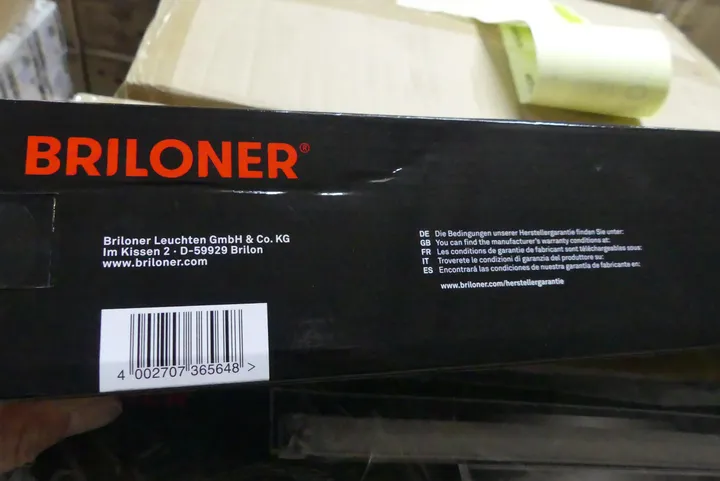 BRILONER®
Briloner Leuchten GmbH & Co. KG
Im Kissen 2 · D-59929 Brilon
www.briloner.com
DE Die Bedingungen unserer Herstellergarantie finden Sie unter:
GB You can find the manufacturer's warranty conditions at:
FR Les conditions de garantie de fabricant sont téléchargeables sous:
IT Troverete le condizioni di garanzia del produttore su:
ES Encontrará las condiciones de nuestra garantía de fabricante en:
www.briloner.com/herstellergarantie
4 002707 365648 >